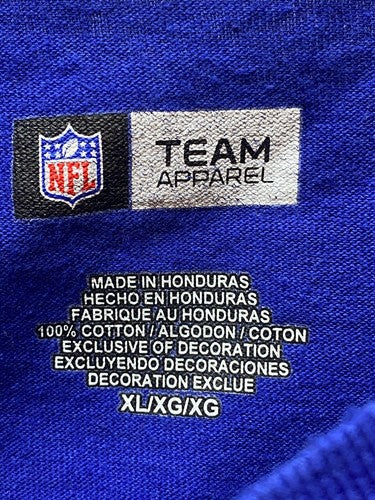 NFL
TEAM
APPAREL
MADE IN HONDURAS
HECHO EN HONDURAS
FABRIQUE AU HONDURAS
100% COTTON / ALGODON / COTON
EXCLUSIVE OF DECORATION
EXCLUYENDO DECORACIONES
DECORATION EXCLUE
XL/XG/XG